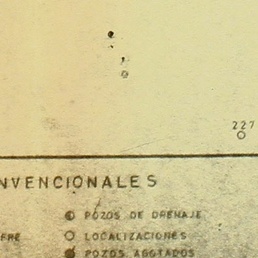 227
NVENCIONALES
POZOS DE DRENAJE
FRE LOCALIZACIONES
POZOS AGOTADOS